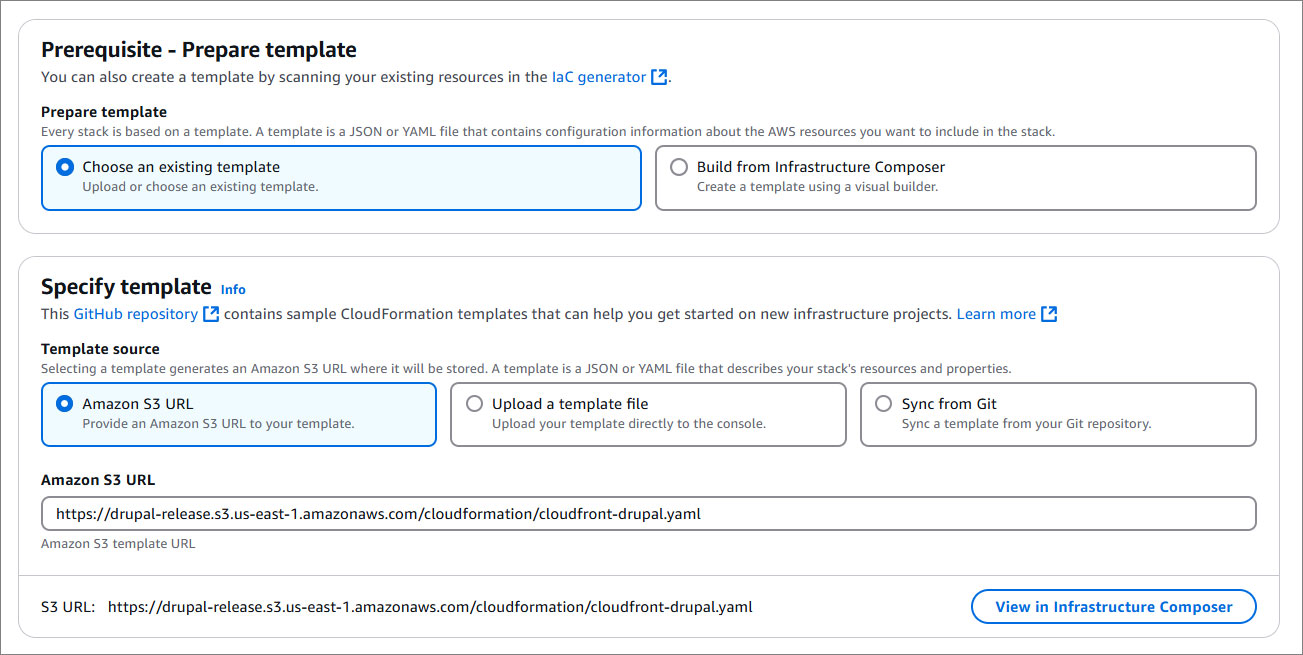 Prerequisite - Prepare template
You can also create a template by scanning your existing resources in the IaC generator.
Prepare template
Every stack is based on a template. A template is a JSON or YAML file that contains configuration information about the AWS resources you want to include in the stack.
Choose an existing template
Upload or choose an existing template.
Build from Infrastructure Composer
Create a template using a visual builder.
Specify template Info
This GitHub repository contains sample CloudFormation templates that can help you get started on new infrastructure projects. Learn more
Template source
Selecting a template generates an Amazon S3 URL where it will be stored. A template is a JSON or YAML file that describes your stack's resources and properties.
Amazon S3 URL
Provide an Amazon S3 URL to your template.
Upload a template file
Upload your template directly to the console.
Sync from Git
Sync a template from your Git repository.
Amazon S3 URL
https://drupal-release.s3.us-east-1.amazonaws.com/cloudformation/cloudfront-drupal.yaml
Amazon S3 template URL
S3 URL: https://drupal-release.s3.us-east-1.amazonaws.com/cloudformation/cloudfront-drupal.yaml
View in Infrastructure Composer